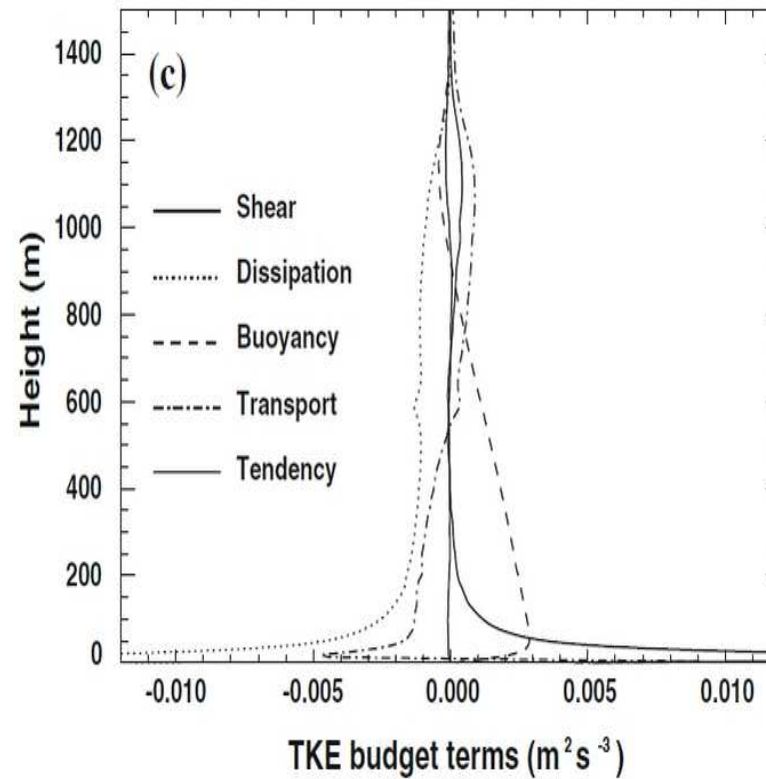 (c)
1400
1200
1000
800
600
400
200
0
Height (m)
Shear
Dissipation
Buoyancy
Transport
Tendency
-0.010 -0.005 0.000 0.005 0.010
TKE budget terms (m² s⁻³)